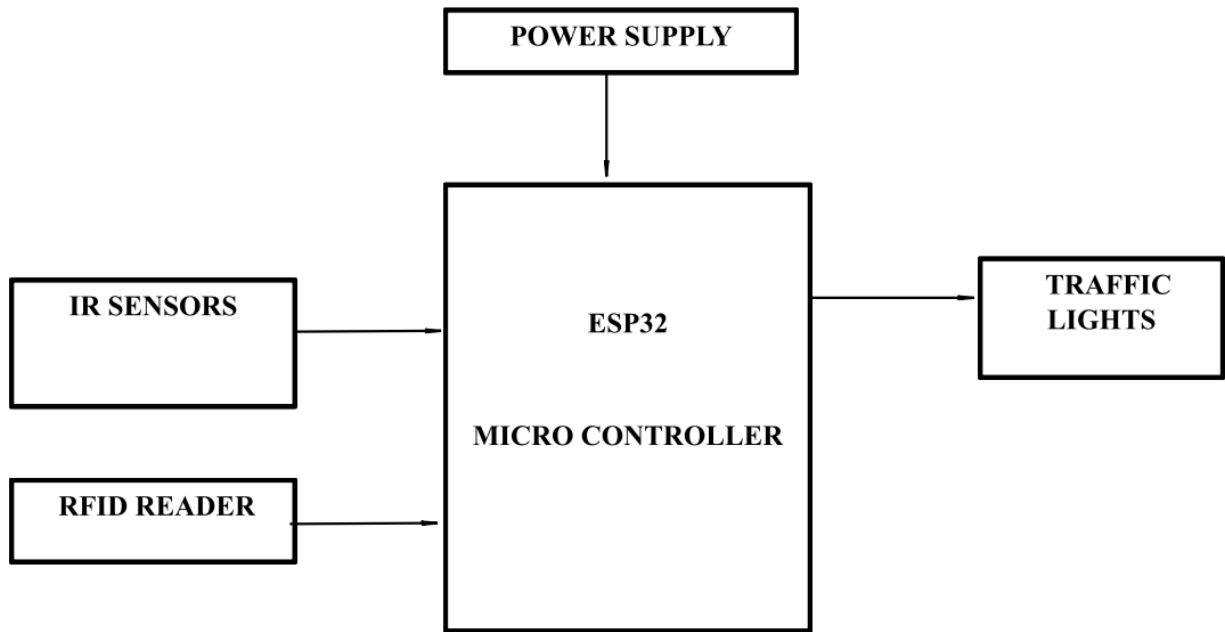 POWER SUPPLY
IR SENSORS
ESP32
TRAFFIC
LIGHTS
MICRO CONTROLLER
RFID READER